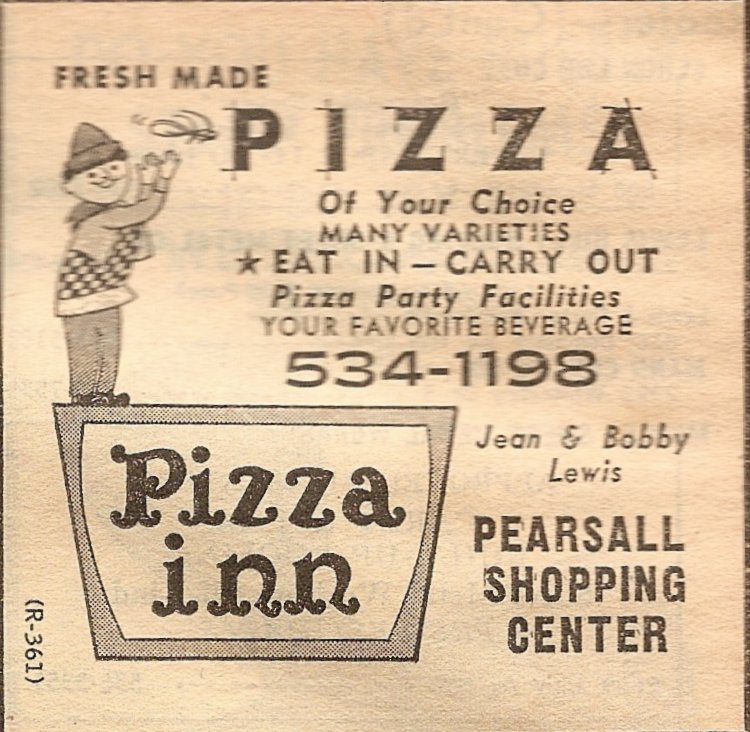 FRESH MADE
PIZZA
Of Your Choice
MANY VARIETIES
★ EAT IN – CARRY OUT
Pizza Party Facilities
YOUR FAVORITE BEVERAGE
534-1198
Pizza
inn
Jean & Bobby
Lewis
PEARSALL
SHOPPING
CENTER
(R-361)